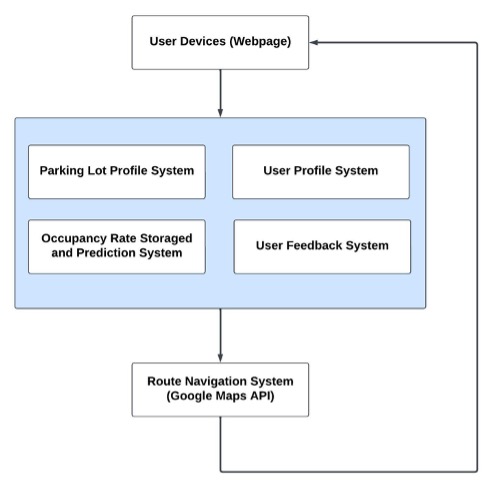 User Devices (Webpage)
Parking Lot Profile System
User Profile System
Occupancy Rate Storaged
and Prediction System
User Feedback System
Route Navigation System
(Google Maps API)